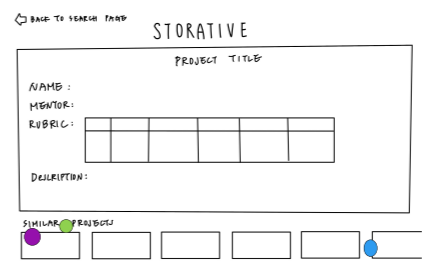 BACK TO SEARCH PAGE
STORATIVE
PROJECT TITLE
NAME:
MENTOR:
RUBRIC:
DESCRIPTION:
SIMILAR PROJECTS